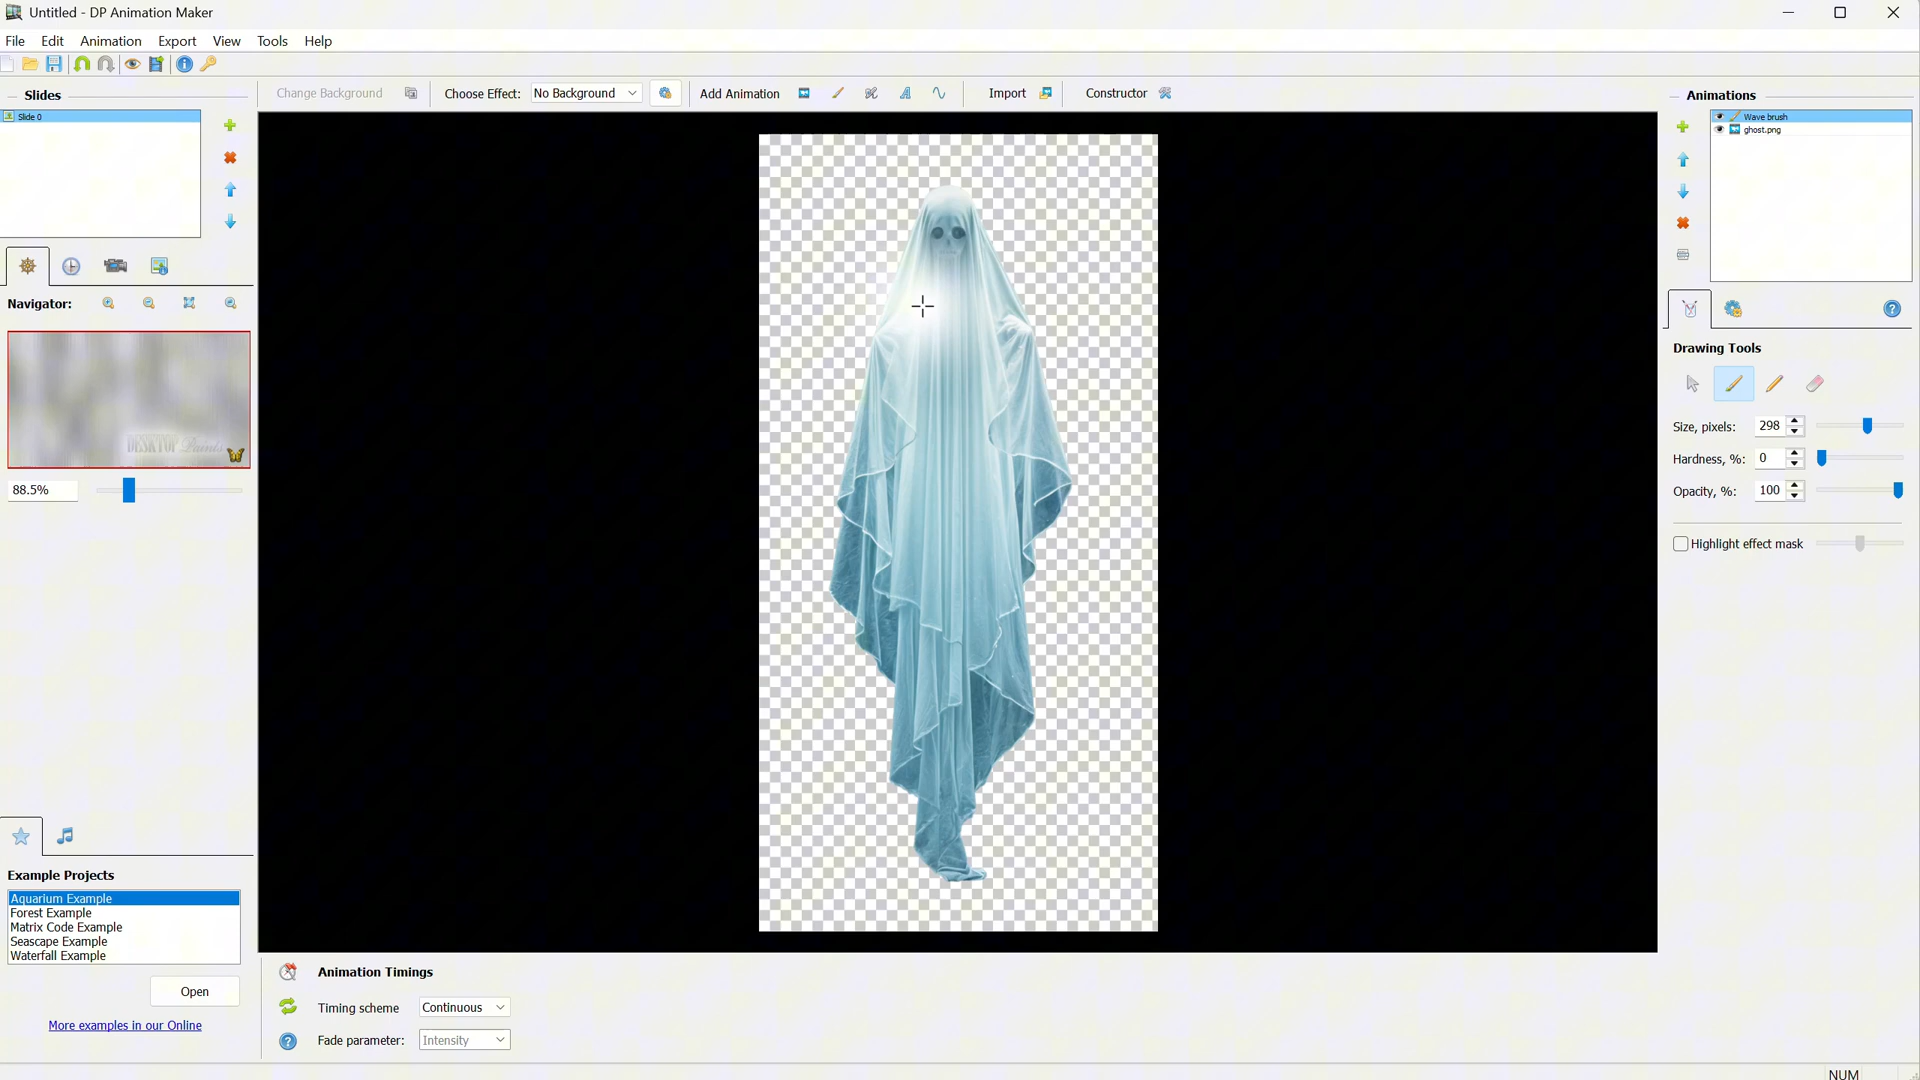 Untitled - DP Animation Maker
File Edit Animation Export View Tools Help
Slides
Change Background
Choose Effect: No Background
Add Animation
Import
Constructor
Animations
Slide 0
Wave brush
ghost.png
Navigator:
88.5%
DESKTOP Paints
Drawing Tools
Size, pixels: 298
Hardness, %: 0
Opacity, %: 100
Highlight effect mask
Example Projects
Aquarium Example
Forest Example
Matrix Code Example
Seascape Example
Waterfall Example
Open
More examples in our Online
Animation Timings
Timing scheme Continuous
Fade parameter: Intensity
NUM